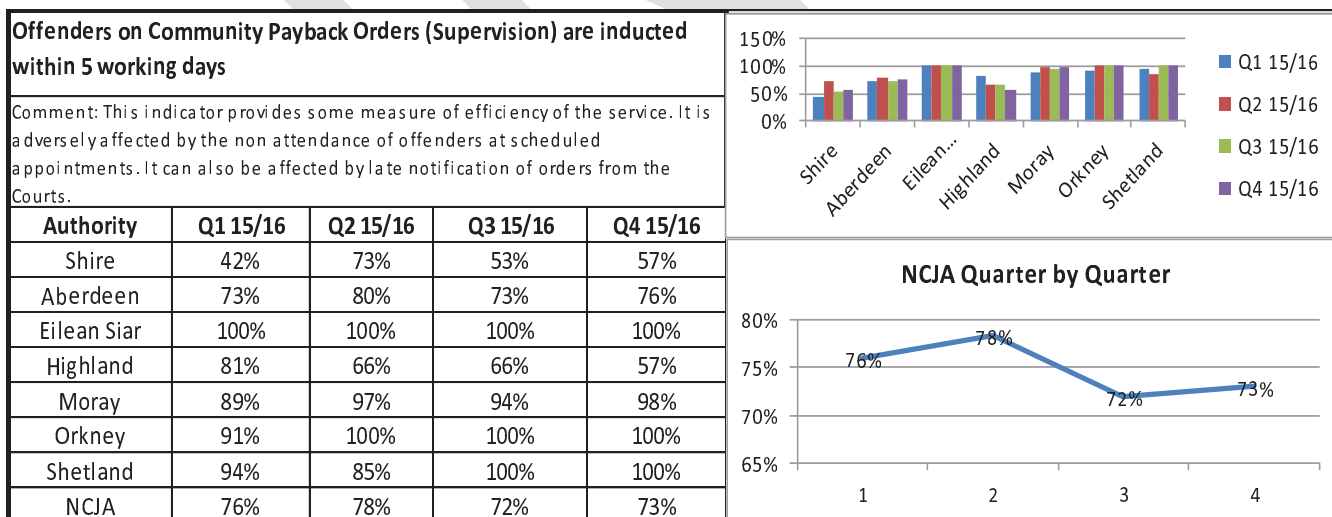 Offenders on Community Payback Orders (Supervision) are inducted
within 5 working days
Comment: This indicator provides some measure of efficiency of the service. It is
adversely affected by the non attendance of offenders at scheduled
appointments. It can also be affected by late notification of orders from the
Courts.
Authority Q1 15/16 Q2 15/16 Q3 15/16 Q4 15/16
Shire 42% 73% 53% 57%
Aberdeen 73% 80% 73% 76%
Eilean Siar 100% 100% 100% 100%
Highland 81% 66% 66% 57%
Moray 89% 97% 94% 98%
Orkney 91% 100% 100% 100%
Shetland 94% 85% 100% 100%
NCJA 76% 78% 72% 73%
150%
100%
50%
0%
Shire
Aberdeen
Eilean...
Highland
Moray
Orkney
Shetland
Q1 15/16
Q2 15/16
Q3 15/16
Q4 15/16
NCJA Quarter by Quarter
80%
75%
70%
65%
76%
78%
72%
73%
1 2 3 4